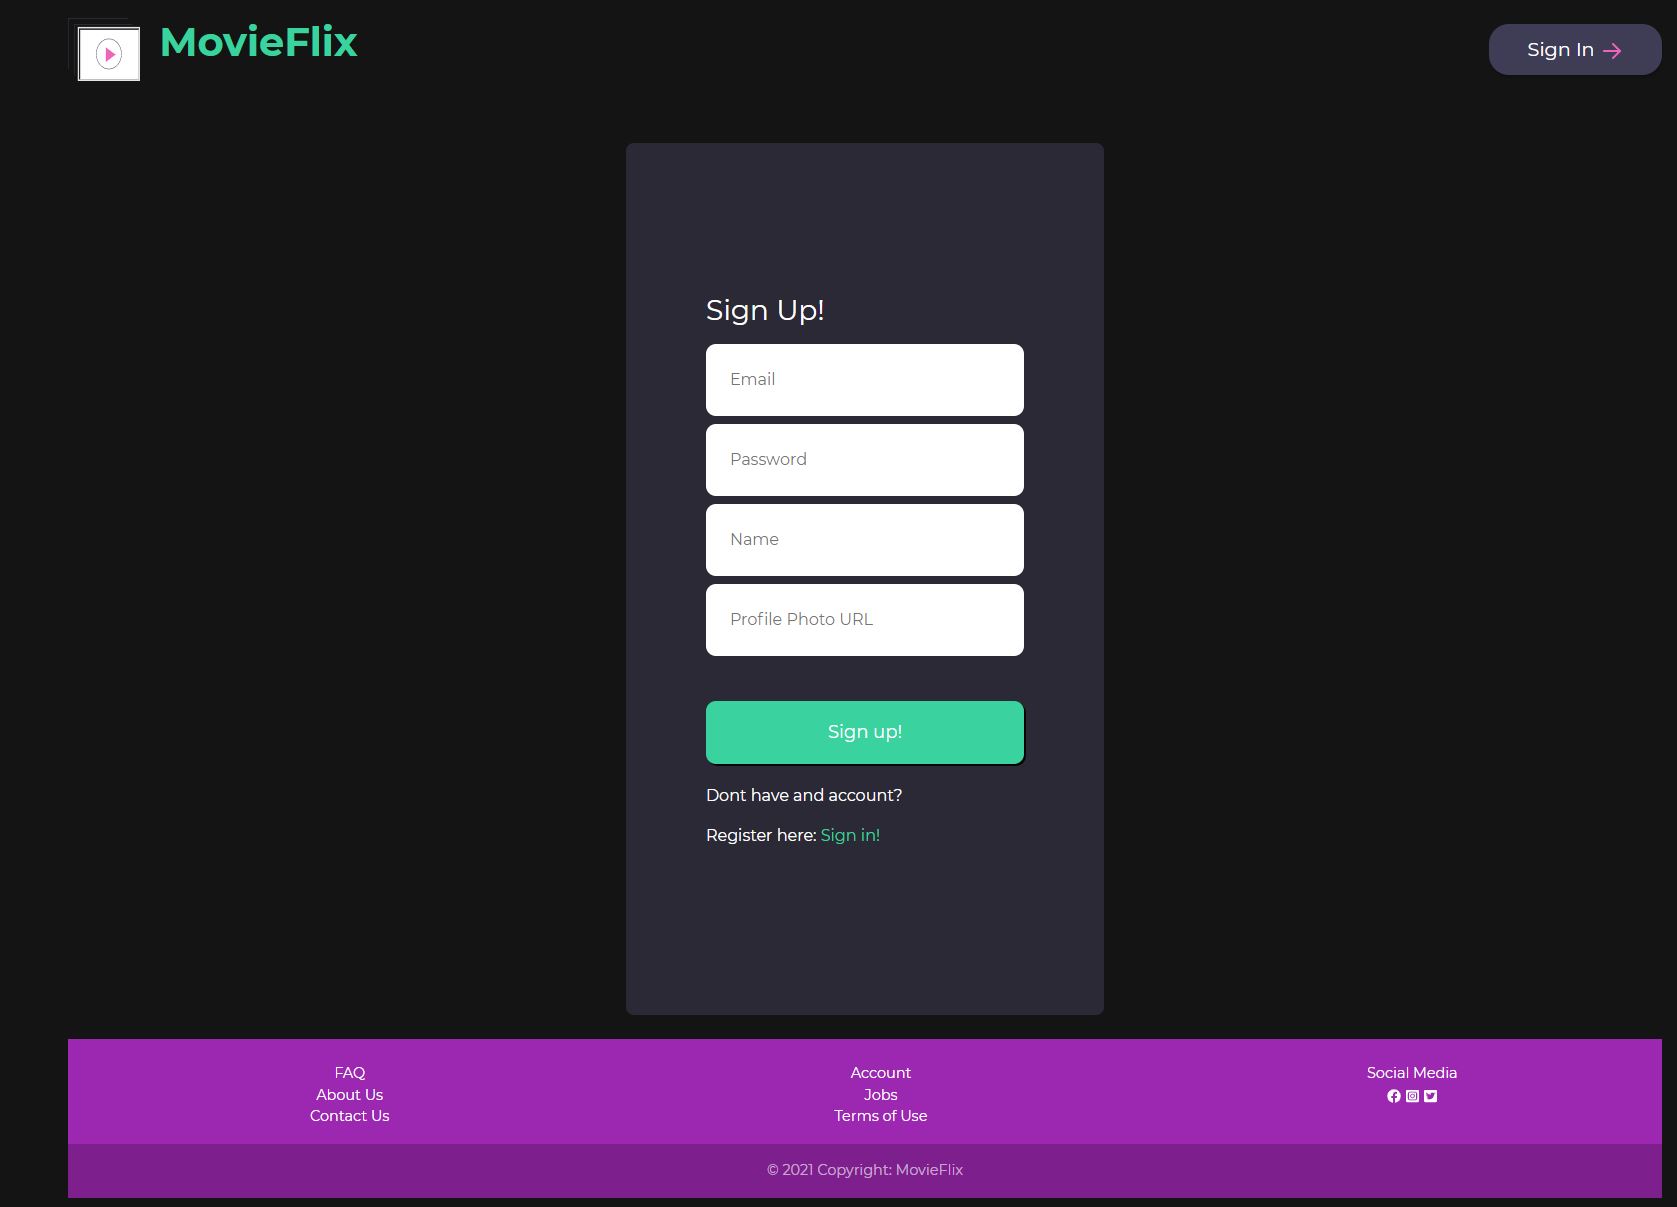 MovieFlix
Sign In
Sign Up!
Email
Password
Name
Profile Photo URL
Sign up!
Dont have and account?
Register here: Sign in!
FAQ
About Us
Contact Us
Account
Jobs
Terms of Use
Social Media
© 2021 Copyright: MovieFlix